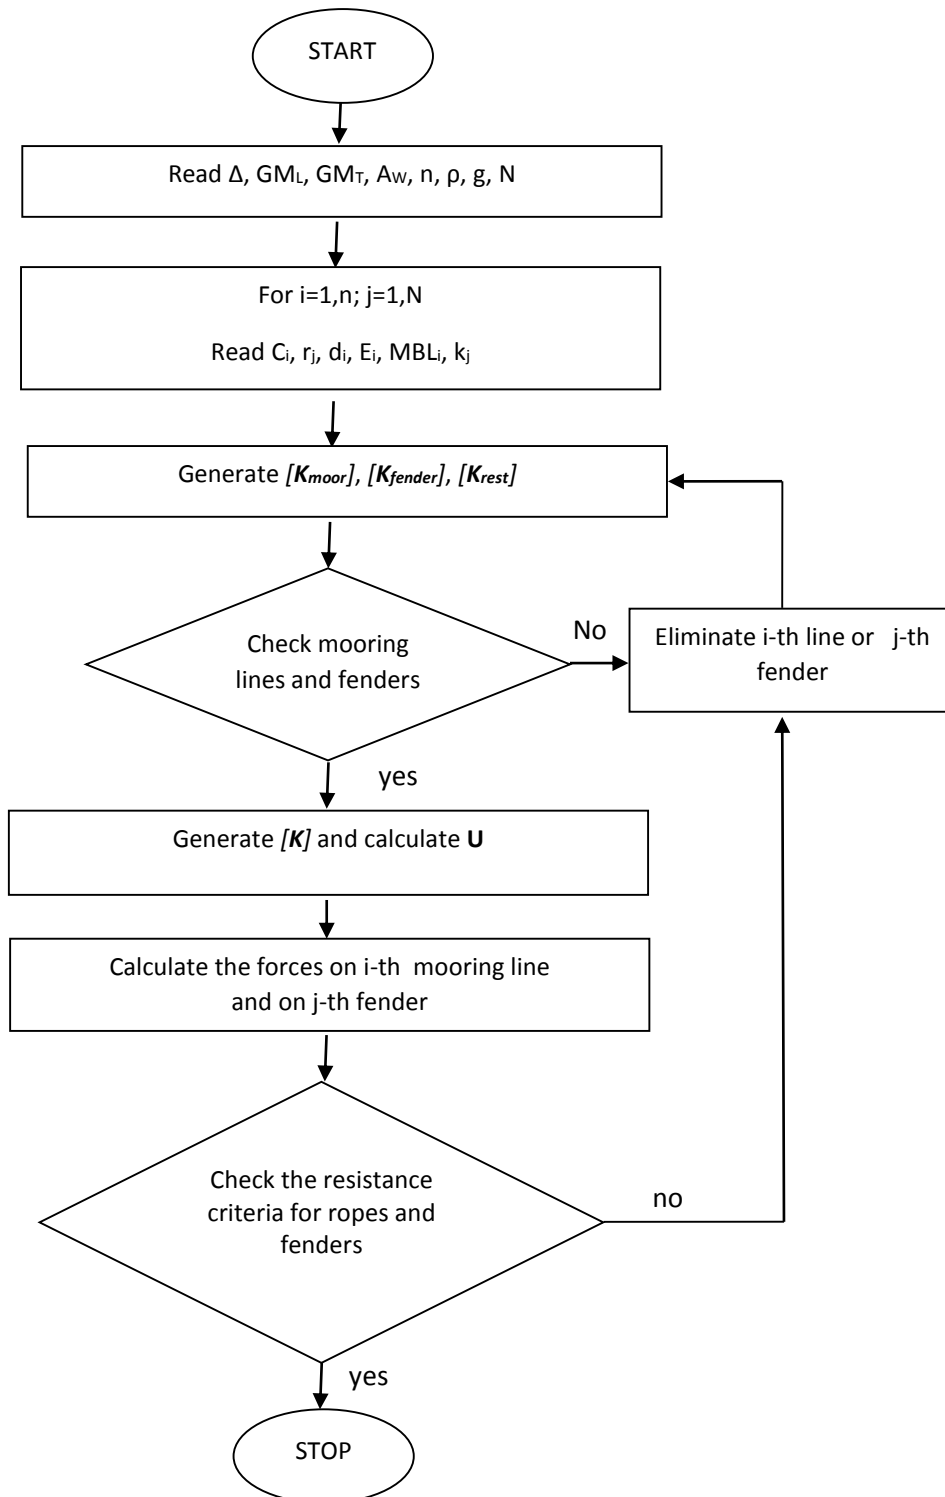 START
Read Δ, GML, GMT, AW, n, ρ, g, N
For i=1,n; j=1,N
Read Ci, rj, di, Ei, MBLi, kj
Generate [Kmoor], [Kfender], [Krest]
Check mooring
lines and fenders
No
Eliminate i-th line or j-th
fender
yes
Generate [K] and calculate U
Calculate the forces on i-th mooring line
and on j-th fender
Check the resistance
criteria for ropes and
fenders
no
yes
STOP